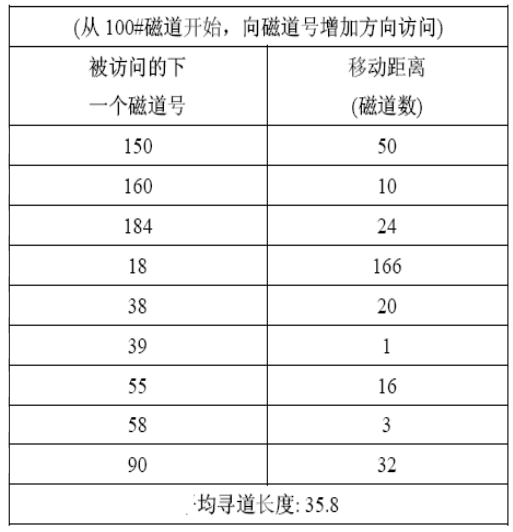 (从 100#磁道开始，向磁道号增加方向访问)
被访问的下
一个磁道号
移动距离
(磁道数)
150 50
160 10
184 24
18 166
38 20
39 1
55 16
58 3
90 32
均寻道长度: 35.8